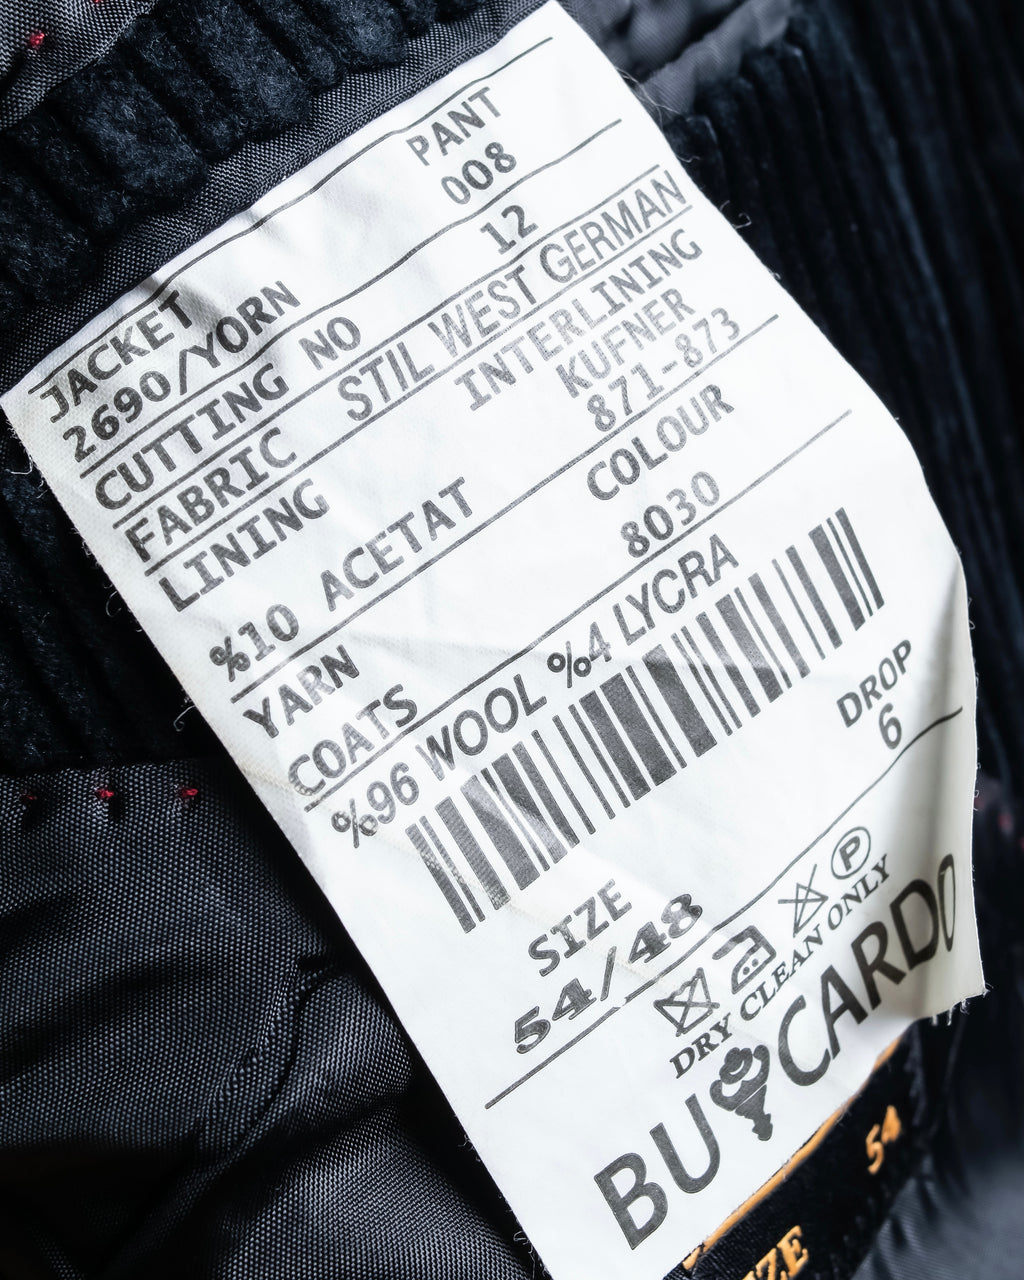 JACKET PANT
2690/YORN 008
CUTTING NO 12
FABRIC STIL WEST GERMAN
LINING INTERLINING
KUFNER
871-873
%10 ACETAT
YARN COLOUR
COATS 8030
%96 WOOL %4 LYCRA
SIZE DROP
54/48 6
P
DRY CLEAN ONLY
BU CARDO
54
ZE